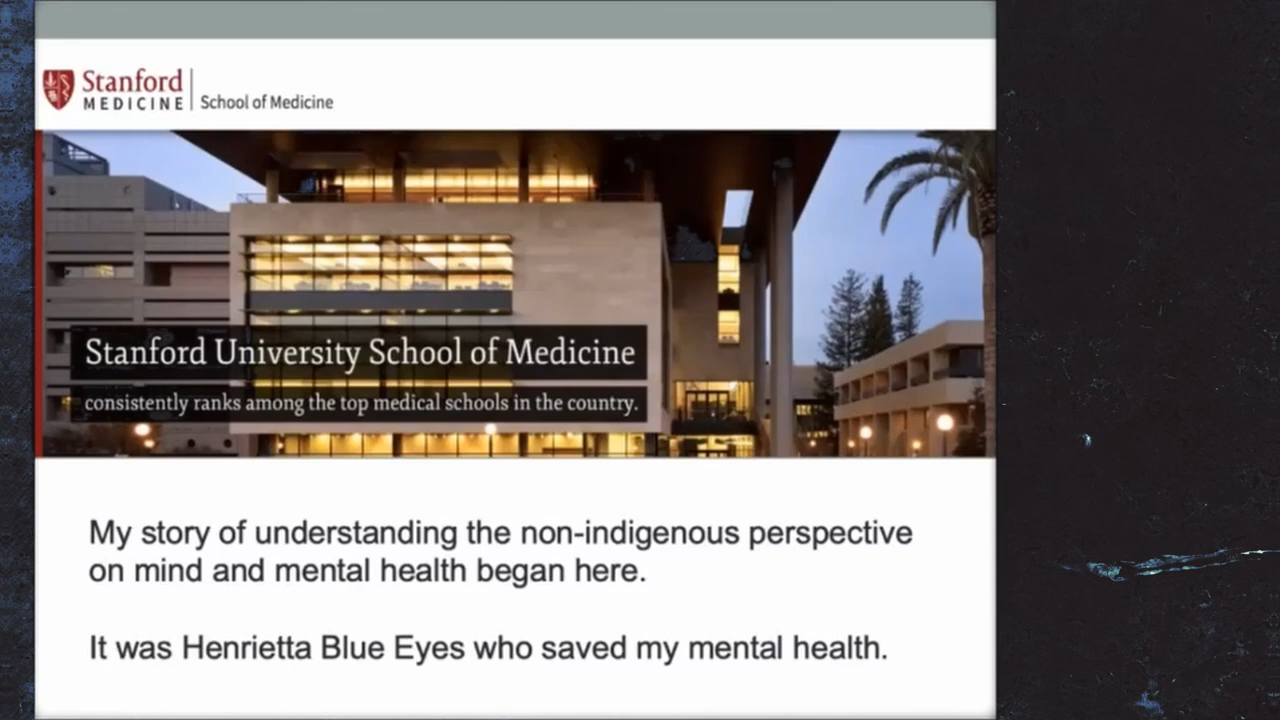 Stanford
MEDICINE
School of Medicine
Stanford University School of Medicine
consistently ranks among the top medical schools in the country.
My story of understanding the non-indigenous perspective
on mind and mental health began here.
It was Henrietta Blue Eyes who saved my mental health.